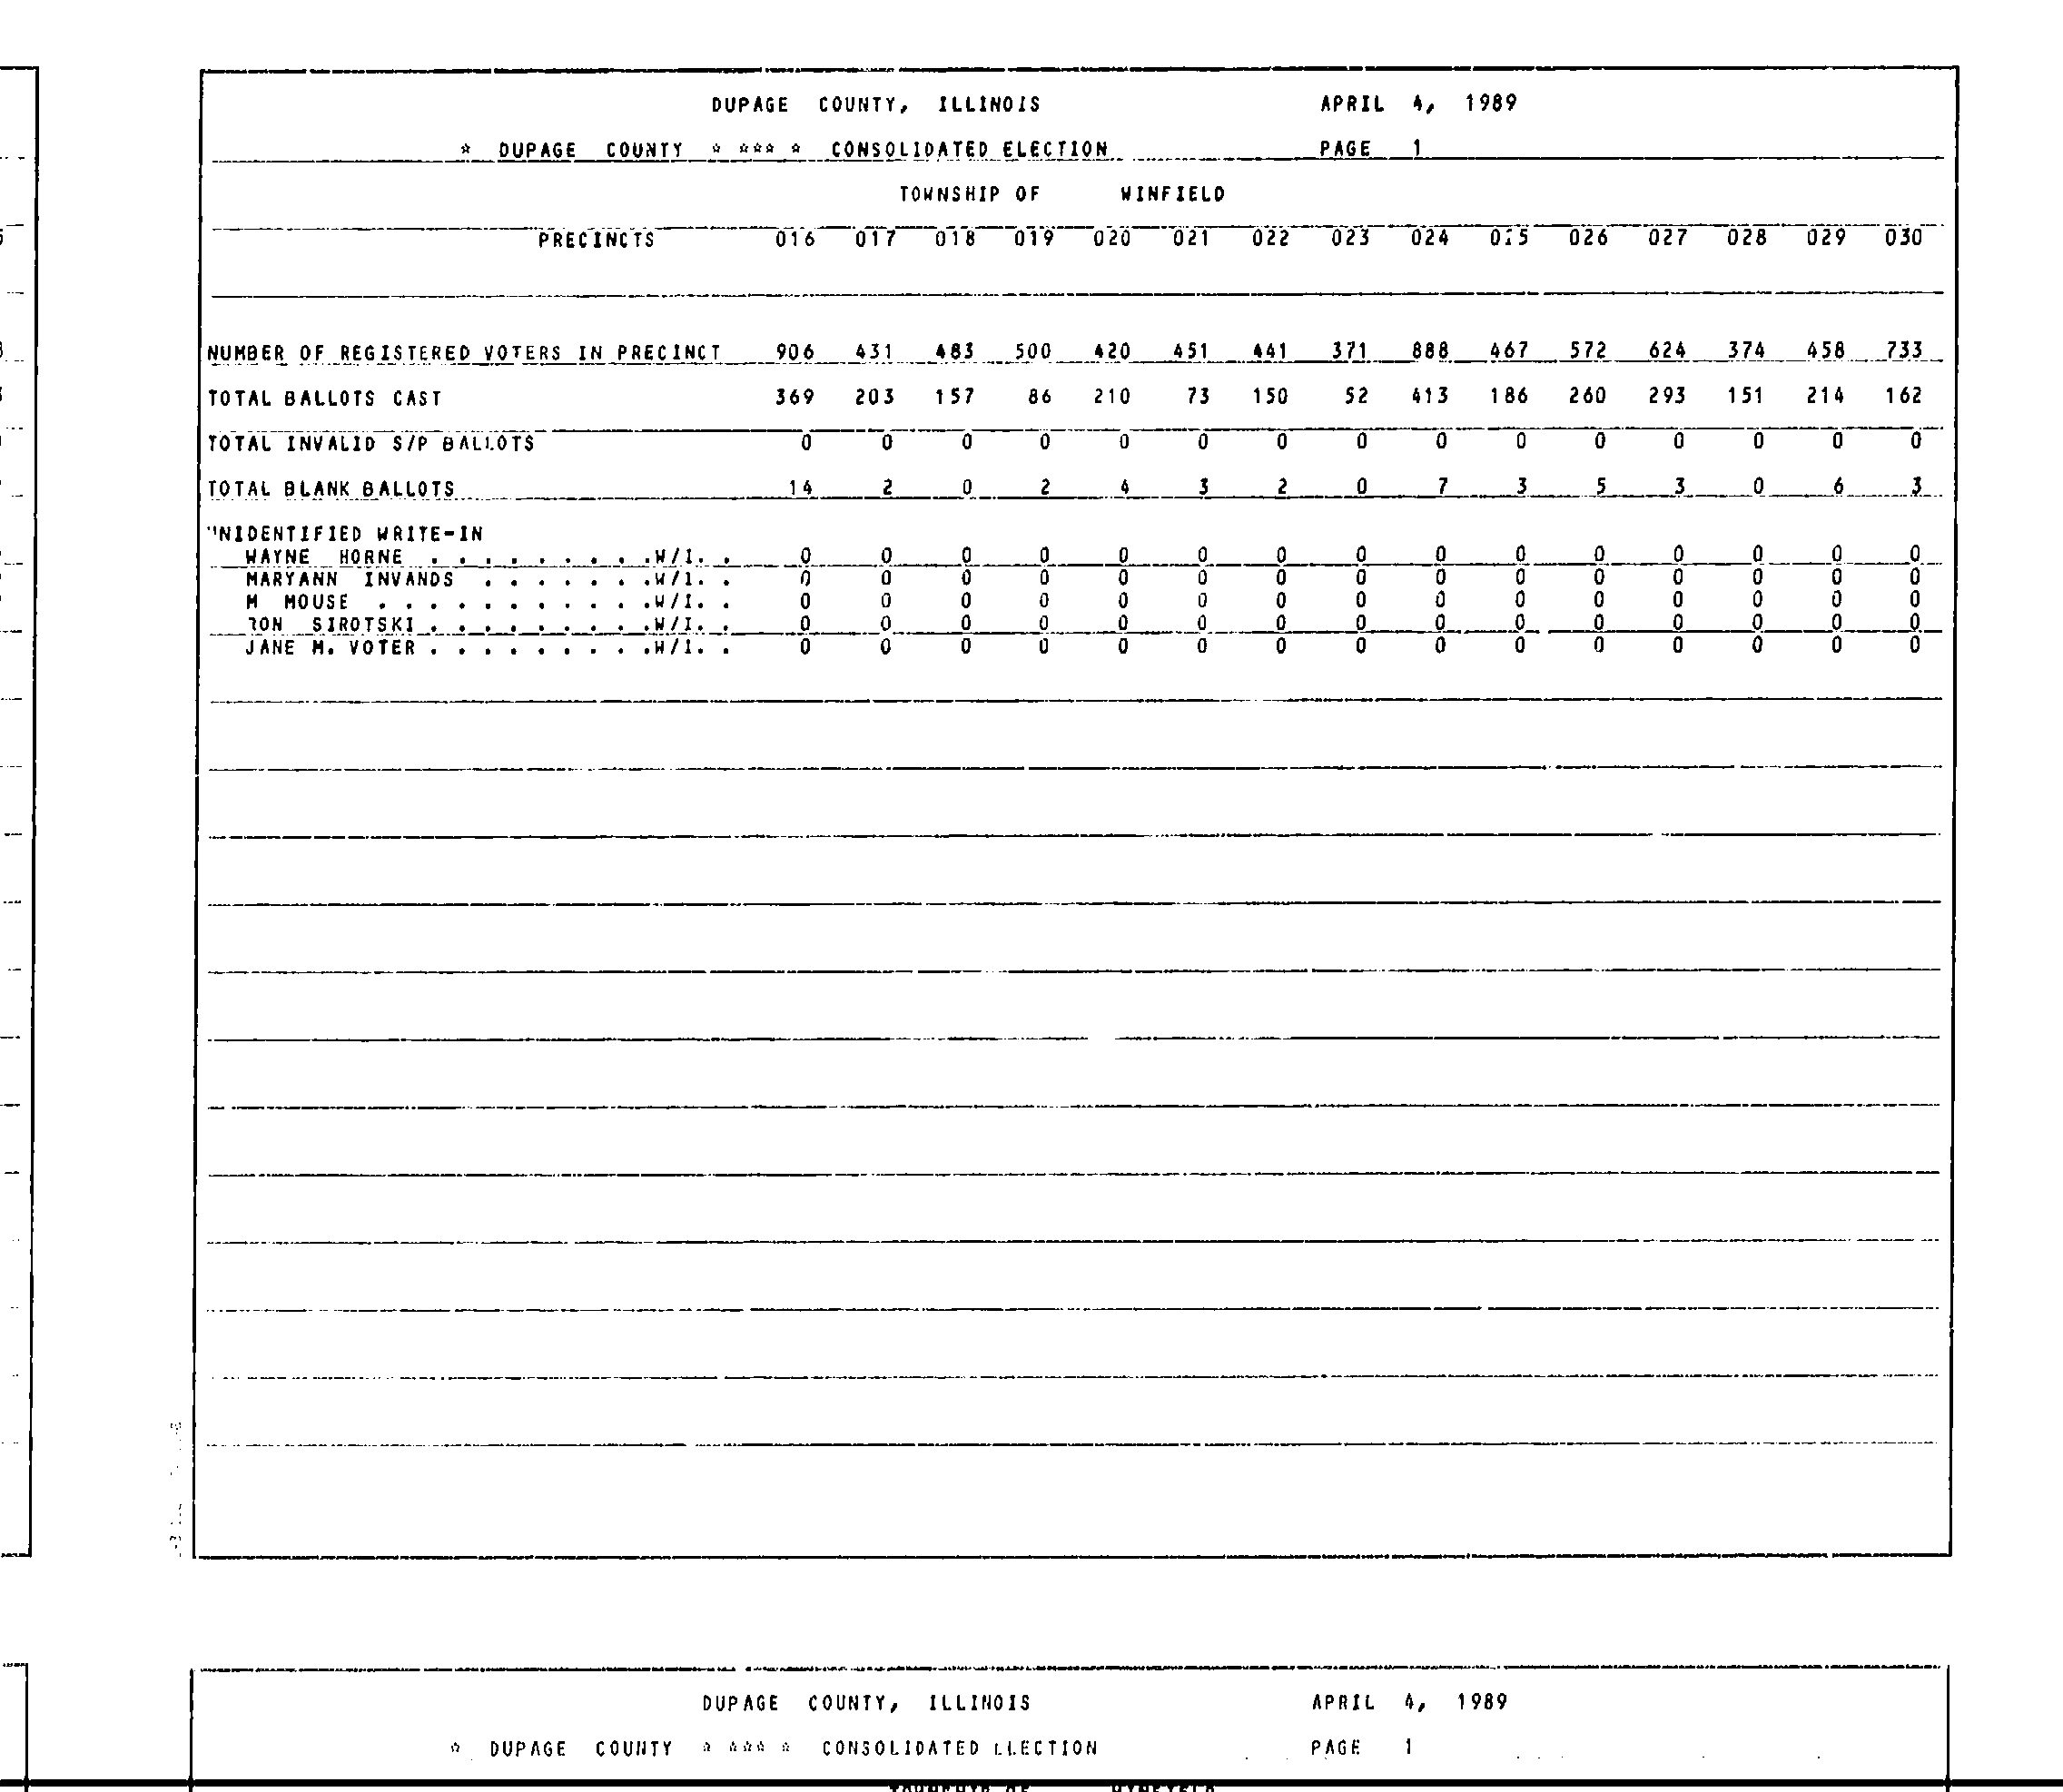 DUPAGE COUNTY, ILLINOIS APRIL 4, 1989
* DUPAGE COUNTY * *** * CONSOLIDATED ELECTION PAGE 1
TOWNSHIP OF WINFIELD
PRECINCTS 016 017 018 019 020 021 022 023 024 025 026 027 028 029 030
NUMBER OF REGISTERED VOTERS IN PRECINCT 906 431 483 500 420 451 441 371 888 467 572 624 374 458 733
TOTAL BALLOTS CAST 369 203 157 86 210 73 150 52 413 186 260 293 151 214 162
TOTAL INVALID S/P BALLOTS 0 0 0 0 0 0 0 0 0 0 0 0 0 0 0
TOTAL BLANK BALLOTS 14 2 0 2 4 3 2 0 7 3 5 3 0 6 3
UNIDENTIFIED WRITE-IN
WAYNE HORNE . . . . . . . . .W/I. . 0 0 0 0 0 0 0 0 0 0 0 0 0 0 0
MARYANN INVANDS . . . . . . .W/I. . 0 0 0 0 0 0 0 0 0 0 0 0 0 0 0
M MOUSE . . . . . . . . . . .W/I. . 0 0 0 0 0 0 0 0 0 0 0 0 0 0 0
RON SIROTSKI . . . . . . . . .W/I. . 0 0 0 0 0 0 0 0 0 0 0 0 0 0 0
JANE M. VOTER . . . . . . . . .W/I. . 0 0 0 0 0 0 0 0 0 0 0 0 0 0 0
DUPAGE COUNTY, ILLINOIS APRIL 4, 1989
* DUPAGE COUNTY * *** * CONSOLIDATED ELECTION PAGE 1
TOWNSHIP OF WINFIELD